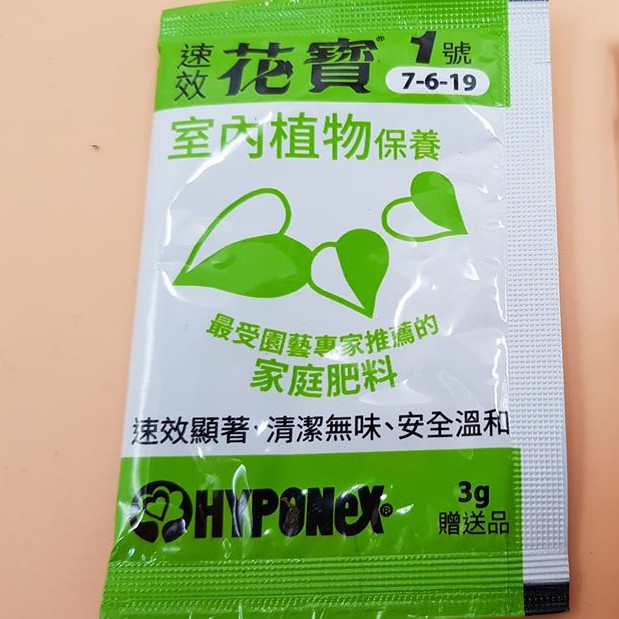 速效花寶® 1號
7-6-19
室內植物保養
最受園藝專家推薦的
家庭肥料
速效顯著、清潔無味、安全溫和
HYPONeX®
3g
贈送品